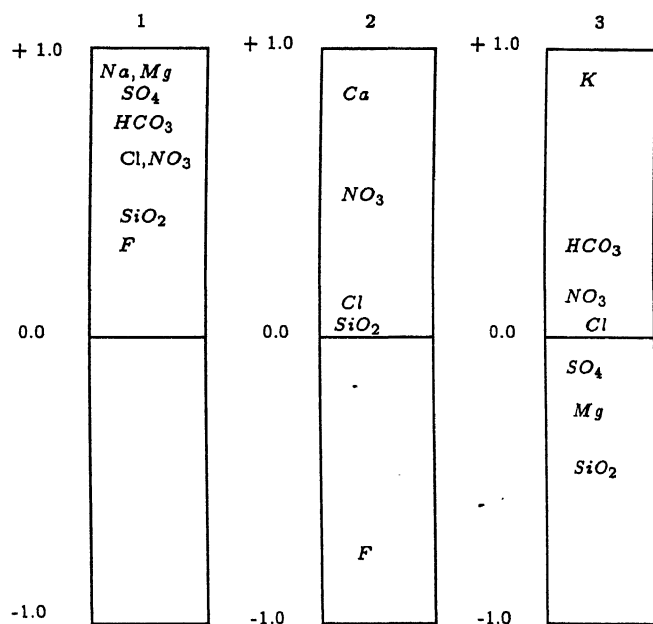 1 2 3
+ 1.0 + 1.0 + 1.0
Na, Mg
SO₄
HCO₃
Cl,NO₃
SiO₂
F
Ca
NO₃
Cl
SiO₂
F
K
HCO₃
NO₃
Cl
SO₄
Mg
SiO₂
0.0 0.0 0.0
-1.0 -1.0 -1.0